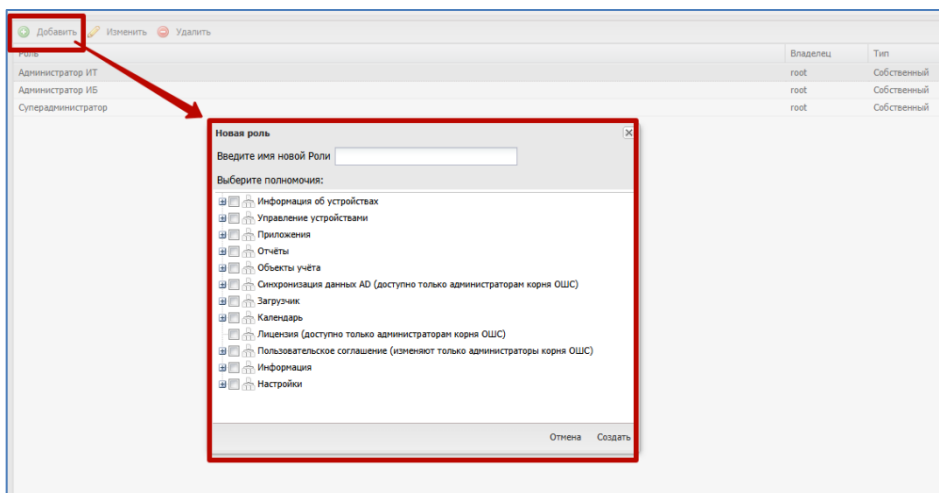 Добавить Изменить Удалить
Роль Владелец Тип
Администратор ИТ root Собственный
Администратор ИБ root Собственный
Суперадминистратор root Собственный
Новая роль
Введите имя новой Роли
Выберите полномочия:
Информация об устройствах
Управление устройствами
Приложения
Отчёты
Объекты учёта
Синхронизация данных AD (доступно только администраторам корня ОШС)
Загрузчик
Календарь
Лицензия (доступно только администраторам корня ОШС)
Пользовательское соглашение (изменяют только администраторы корня ОШС)
Информация
Настройки
Отмена Создать